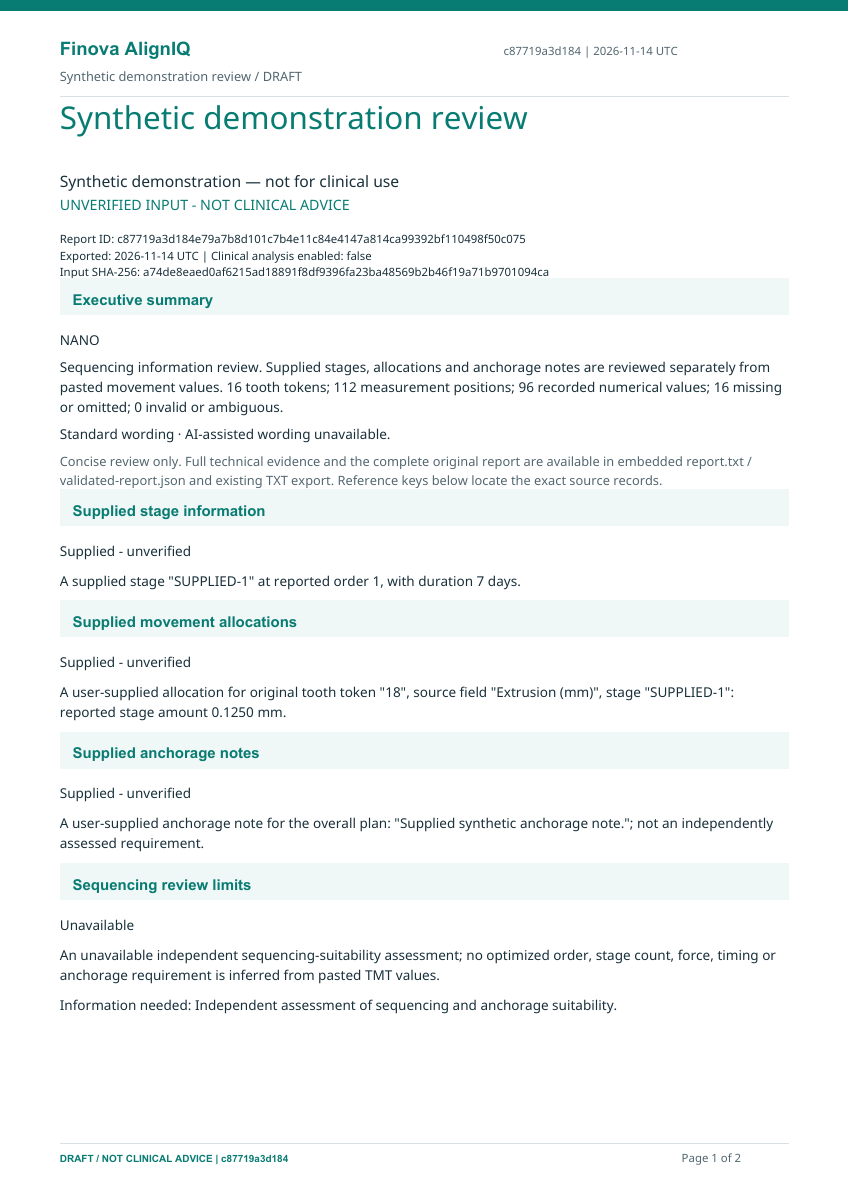 Finova AlignIQ
c87719a3d184 | 2026-11-14 UTC
Synthetic demonstration review / DRAFT
Synthetic demonstration review
Synthetic demonstration — not for clinical use
UNVERIFIED INPUT - NOT CLINICAL ADVICE
Report ID: c87719a3d184e79a7b8d101c7b4e11c84e4147a814ca99392bf110498f50c075
Exported: 2026-11-14 UTC | Clinical analysis enabled: false
Input SHA-256: a74de8eaed0af6215ad18891f8df9396fa23ba48569b2b46f19a71b9701094ca
Executive summary
NANO
Sequencing information review. Supplied stages, allocations and anchorage notes are reviewed separately from
pasted movement values. 16 tooth tokens; 112 measurement positions; 96 recorded numerical values; 16 missing
or omitted; 0 invalid or ambiguous.
Standard wording · AI-assisted wording unavailable.
Concise review only. Full technical evidence and the complete original report are available in embedded report.txt /
validated-report.json and existing TXT export. Reference keys below locate the exact source records.
Supplied stage information
Supplied - unverified
A supplied stage "SUPPLIED-1" at reported order 1, with duration 7 days.
Supplied movement allocations
Supplied - unverified
A user-supplied allocation for original tooth token "18", source field "Extrusion (mm)", stage "SUPPLIED-1":
reported stage amount 0.1250 mm.
Supplied anchorage notes
Supplied - unverified
A user-supplied anchorage note for the overall plan: "Supplied synthetic anchorage note."; not an independently
assessed requirement.
Sequencing review limits
Unavailable
An unavailable independent sequencing-suitability assessment; no optimized order, stage count, force, timing or
anchorage requirement is inferred from pasted TMT values.
Information needed: Independent assessment of sequencing and anchorage suitability.
DRAFT / NOT CLINICAL ADVICE | c87719a3d184
Page 1 of 2